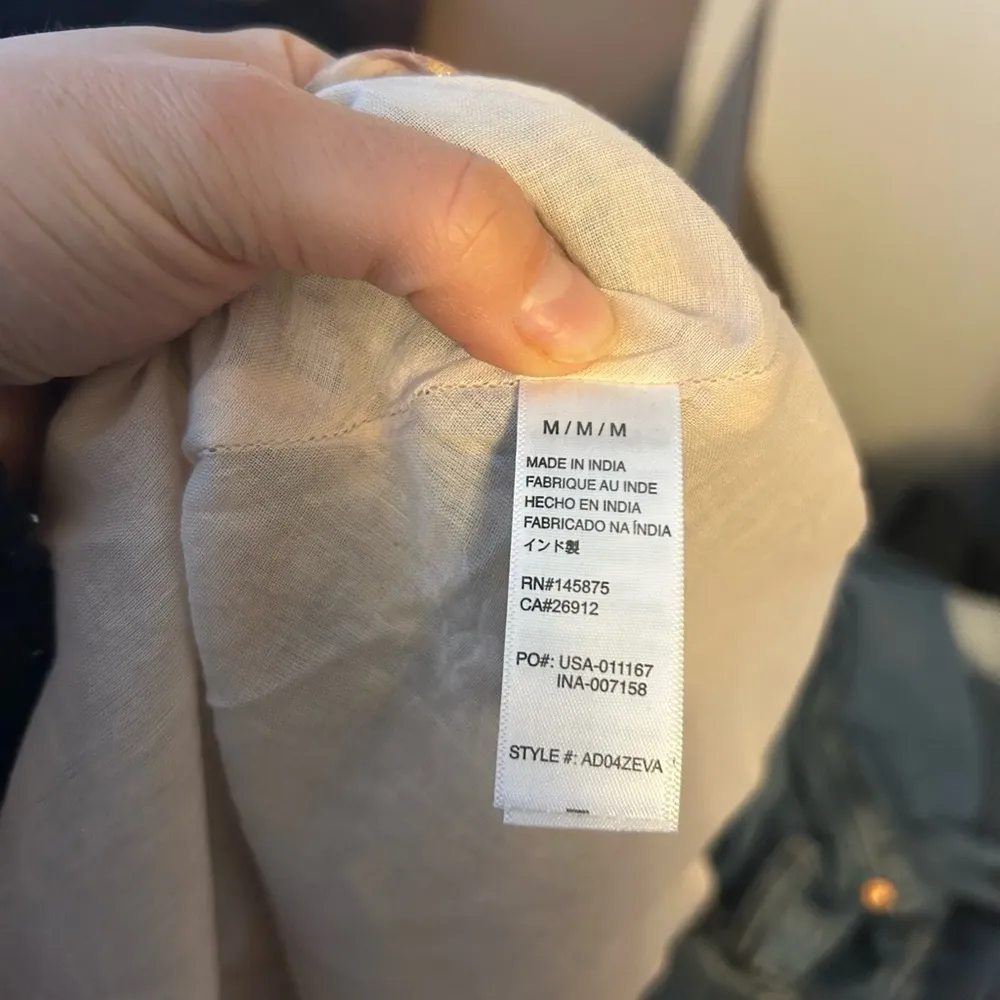 M/M/M
MADE IN INDIA
FABRIQUE AU INDE
HECHO EN INDIA
FABRICADO NA ÍNDIA
インド製
RN#145875
CA#26912
PO#: USA-011167
INA-007158
STYLE #: AD04ZEVA